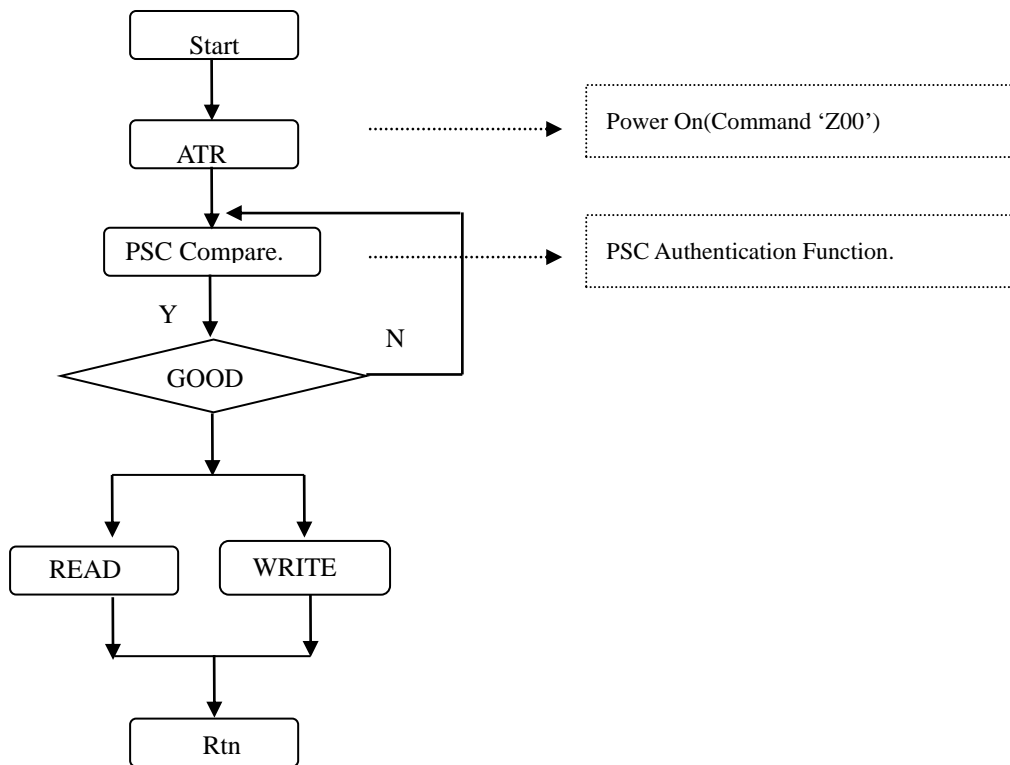 Start
ATR
Power On(Command ‘Z00’)
PSC Compare.
PSC Authentication Function.
Y
N
GOOD
READ
WRITE
Rtn